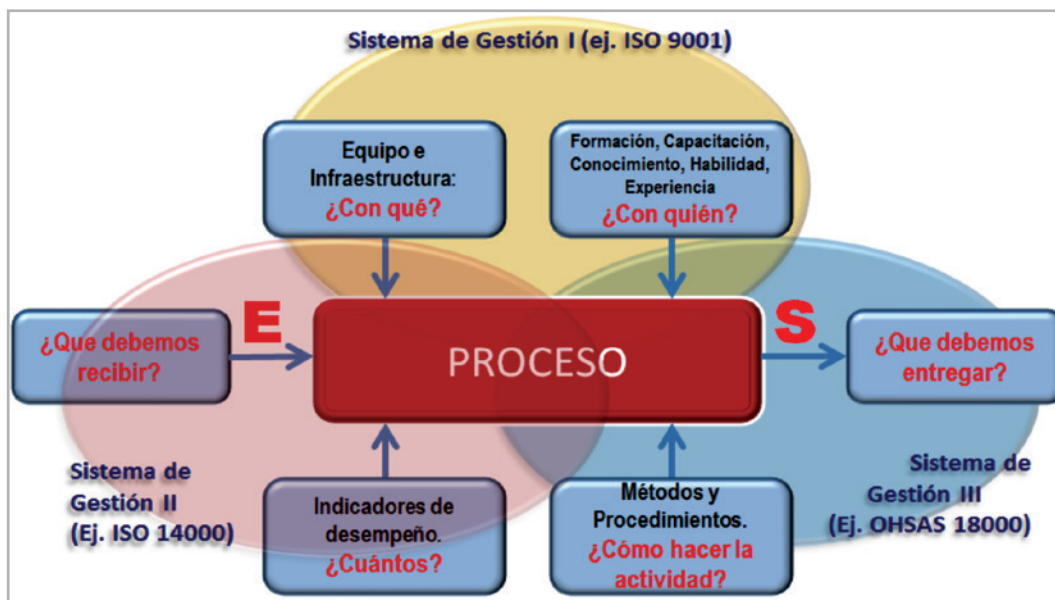 Sistema de Gestión I (ej. ISO 9001)
Equipo e
Infraestructura:
¿Con qué?
Formación, Capacitación,
Conocimiento, Habilidad,
Experiencia
¿Con quién?
¿Que debemos
recibir?
E
PROCESO
S
¿Que debemos
entregar?
Sistema de
Gestión II
(Ej. ISO 14000)
Indicadores de
desempeño.
¿Cuántos?
Métodos y
Procedimientos.
¿Cómo hacer la
actividad?
Sistema de
Gestión III
(Ej. OHSAS 18000)